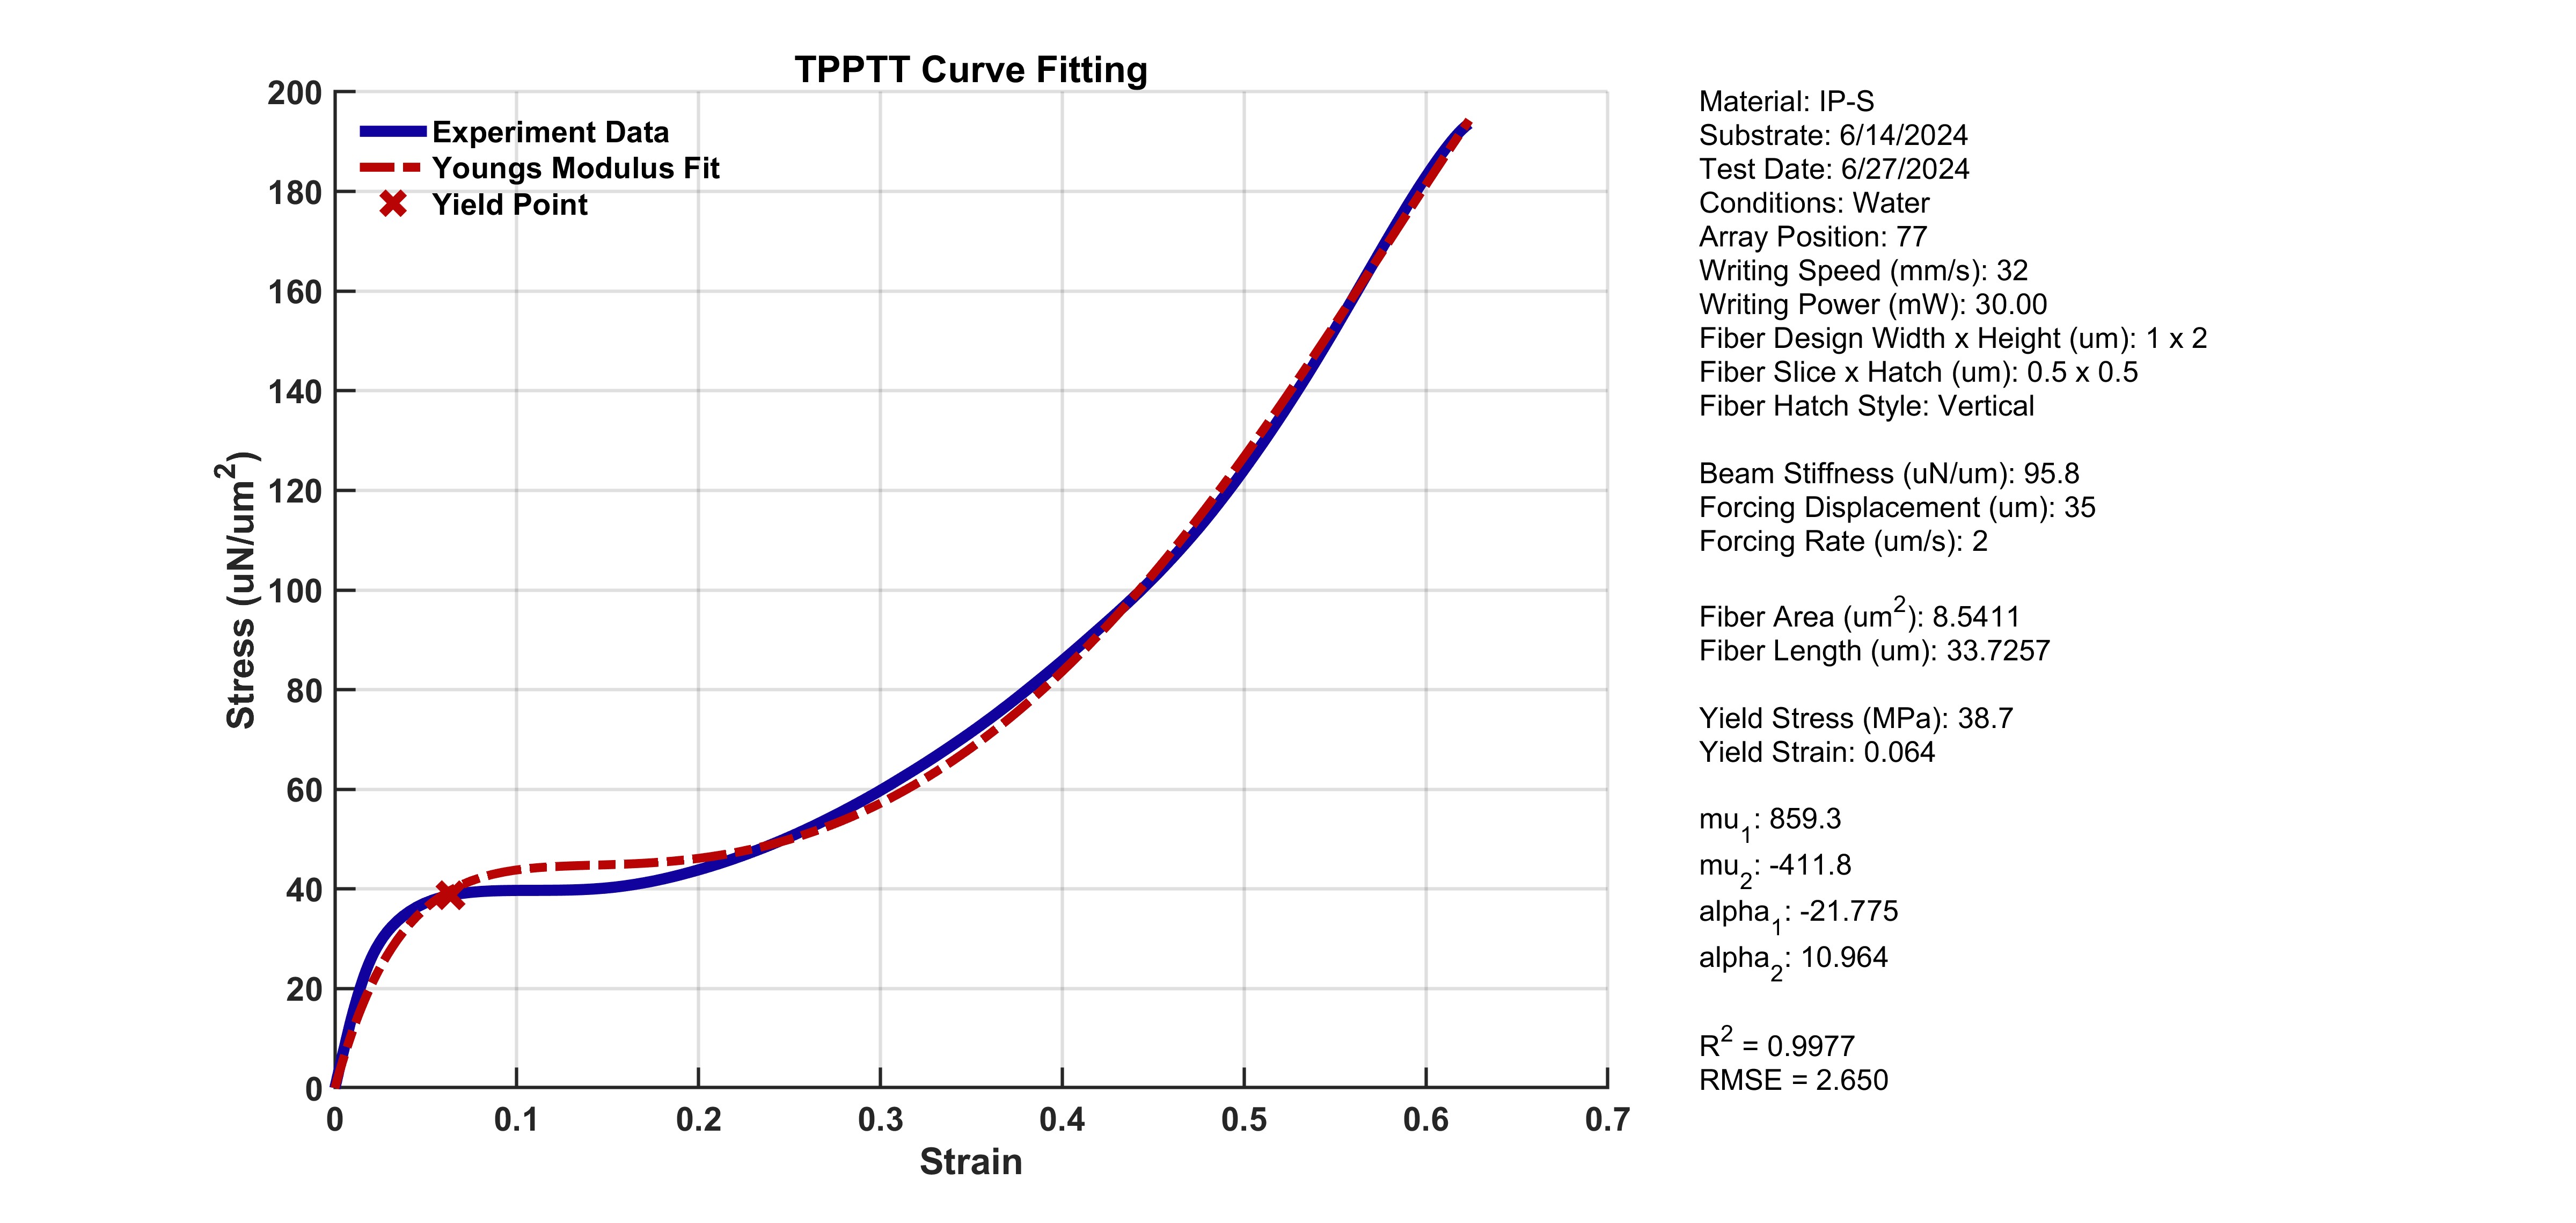 TPPTT Curve Fitting
200
180
160
140
120
100
80
60
40
20
0
Stress (uN/um2)
Experiment Data
Youngs Modulus Fit
Yield Point
0 0.1 0.2 0.3 0.4 0.5 0.6 0.7
Strain
Material: IP-S
Substrate: 6/14/2024
Test Date: 6/27/2024
Conditions: Water
Array Position: 77
Writing Speed (mm/s): 32
Writing Power (mW): 30.00
Fiber Design Width x Height (um): 1 x 2
Fiber Slice x Hatch (um): 0.5 x 0.5
Fiber Hatch Style: Vertical
Beam Stiffness (uN/um): 95.8
Forcing Displacement (um): 35
Forcing Rate (um/s): 2
Fiber Area (um2): 8.5411
Fiber Length (um): 33.7257
Yield Stress (MPa): 38.7
Yield Strain: 0.064
mu1: 859.3
mu2: -411.8
alpha1: -21.775
alpha2: 10.964
R2 = 0.9977
RMSE = 2.650